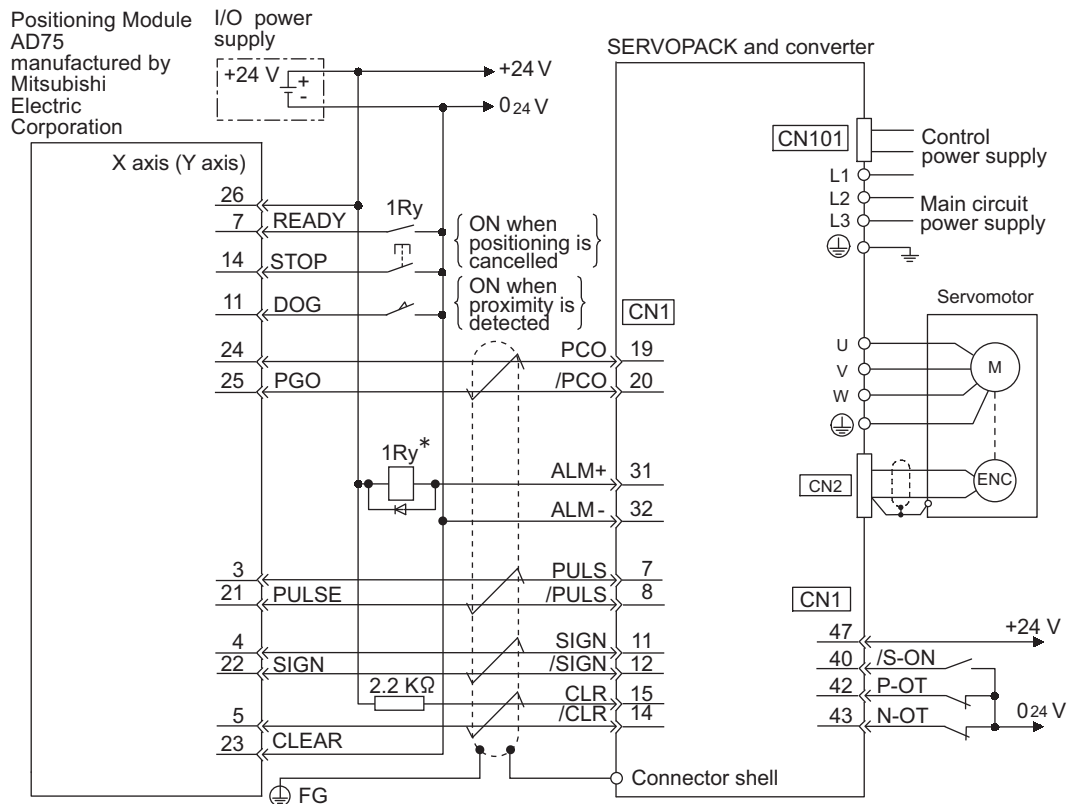 Positioning Module
AD75
manufactured by
Mitsubishi
Electric
Corporation
I/O power
supply
+24 V
+
-
+24 V
024 V
SERVOPACK and converter
X axis (Y axis)
26
7 READY
1Ry
ON when
positioning is
cancelled
14 STOP
ON when
proximity is
detected
11 DOG
24
25 PGO
PCO 19
/PCO 20
CN1
1Ry*
ALM+ 31
ALM- 32
3
21 PULSE
PULS 7
/PULS 8
4
22 SIGN
SIGN 11
/SIGN 12
2.2 KΩ
CLR 15
/CLR 14
5
23 CLEAR
FG
Connector shell
CN101
Control
power supply
L1
L2
L3
Main circuit
power supply
Servomotor
U
V
W
M
CN2
ENC
CN1
47
+24 V
40 /S-ON
42 P-OT
43 N-OT
024 V